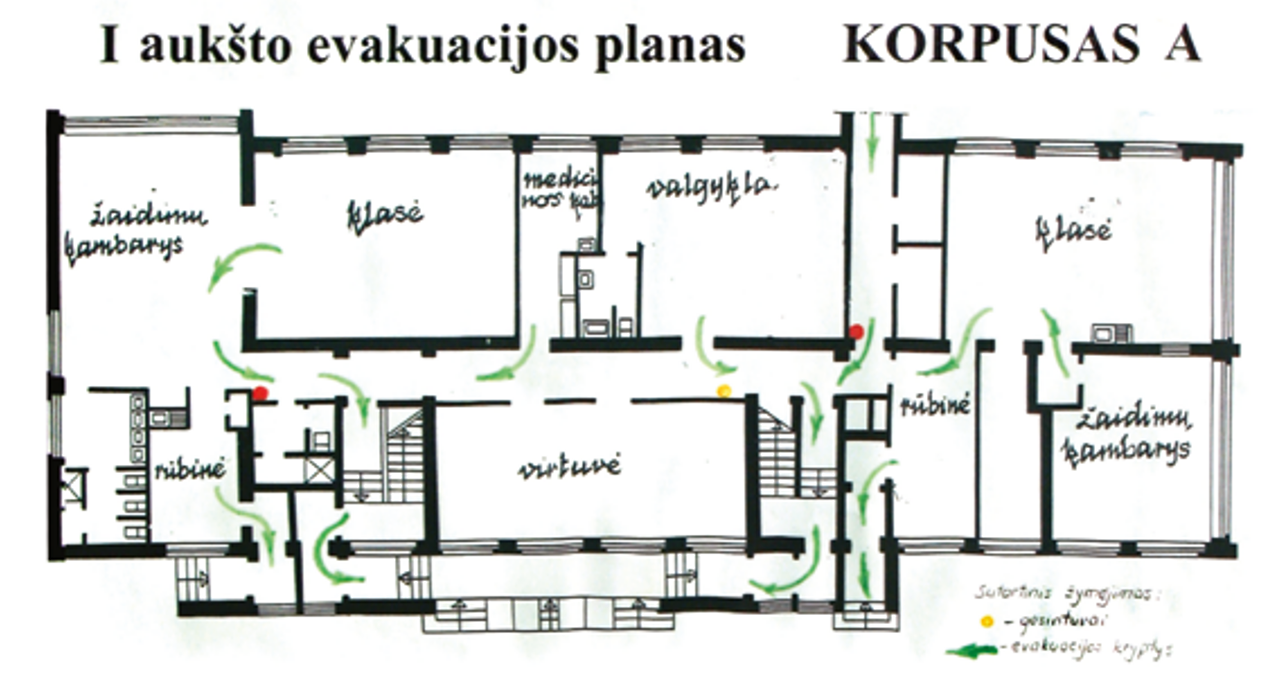 I aukšto evakuacijos planas KORPUSAS A
žaidimų
kambarys
klasė
medici
nos kab
valgykla.
klasė
rūbinė
virtuvė
rūbinė
žaidimų
kambarys
Sutartinis žymėjimas:
- gesintuvai
- evakuacijos kryptys